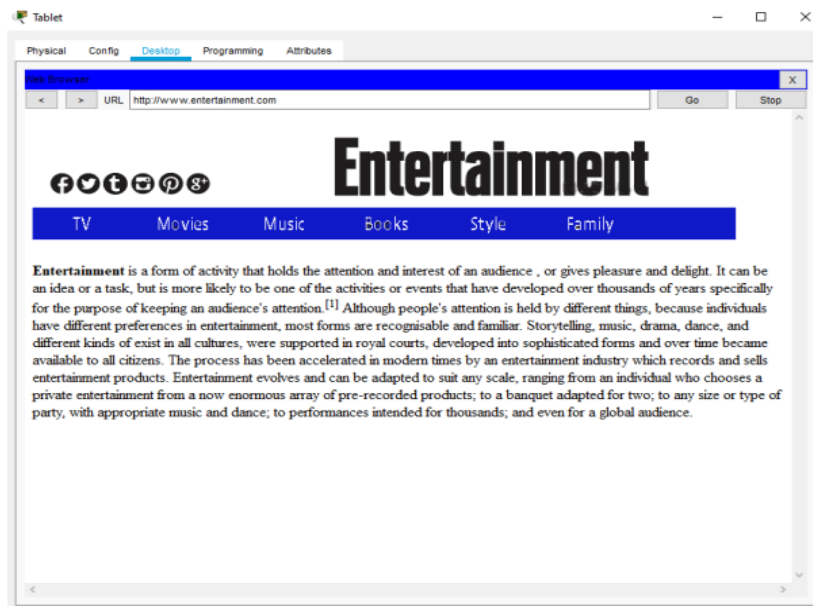 Tablet
Physical Config Desktop Programming Attributes
Web Browser
X
< > URL http://www.entertainment.com Go Stop
Entertainment
TV Movies Music Books Style Family
Entertainment is a form of activity that holds the attention and interest of an audience , or gives pleasure and delight. It can be
an idea or a task, but is more likely to be one of the activities or events that have developed over thousands of years specifically
for the purpose of keeping an audience's attention.[1] Although people's attention is held by different things, because individuals
have different preferences in entertainment, most forms are recognisable and familiar. Storytelling, music, drama, dance, and
different kinds of exist in all cultures, were supported in royal courts, developed into sophisticated forms and over time became
available to all citizens. The process has been accelerated in modern times by an entertainment industry which records and sells
entertainment products. Entertainment evolves and can be adapted to suit any scale, ranging from an individual who chooses a
private entertainment from a now enormous array of pre-recorded products; to a banquet adapted for two; to any size or type of
party, with appropriate music and dance; to performances intended for thousands; and even for a global audience.